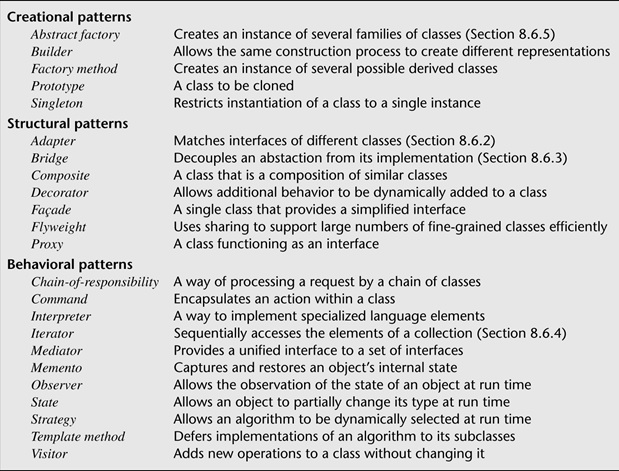 Creational patterns
Abstract factory Creates an instance of several families of classes (Section 8.6.5)
Builder Allows the same construction process to create different representations
Factory method Creates an instance of several possible derived classes
Prototype A class to be cloned
Singleton Restricts instantiation of a class to a single instance
Structural patterns
Adapter Matches interfaces of different classes (Section 8.6.2)
Bridge Decouples an abstaction from its implementation (Section 8.6.3)
Composite A class that is a composition of similar classes
Decorator Allows additional behavior to be dynamically added to a class
Façade A single class that provides a simplified interface
Flyweight Uses sharing to support large numbers of fine-grained classes efficiently
Proxy A class functioning as an interface
Behavioral patterns
Chain-of-responsibility A way of processing a request by a chain of classes
Command Encapsulates an action within a class
Interpreter A way to implement specialized language elements
Iterator Sequentially accesses the elements of a collection (Section 8.6.4)
Mediator Provides a unified interface to a set of interfaces
Memento Captures and restores an object's internal state
Observer Allows the observation of the state of an object at run time
State Allows an object to partially change its type at run time
Strategy Allows an algorithm to be dynamically selected at run time
Template method Defers implementations of an algorithm to its subclasses
Visitor Adds new operations to a class without changing it